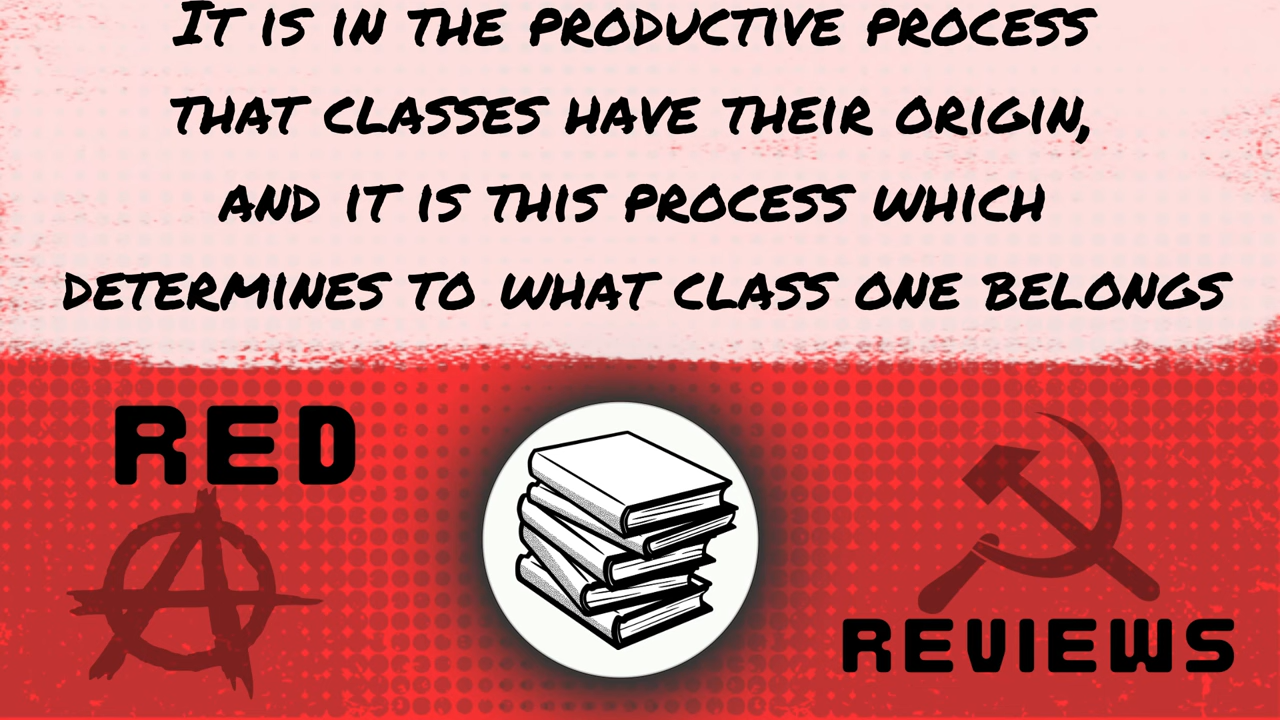 It is in the productive process
that classes have their origin,
and it is this process which
determines to what class one belongs
RED
REVIEWS